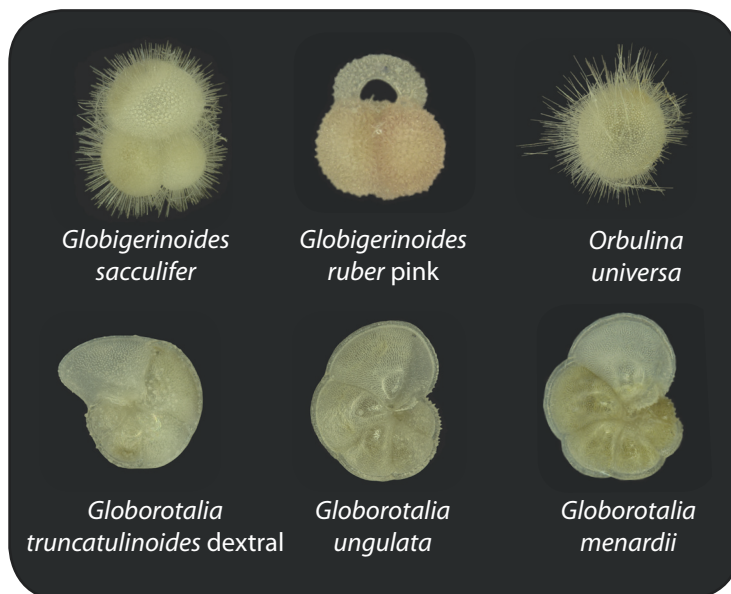 Globigerinoides
sacculifer
Globigerinoides
ruber pink
Orbulina
universa
Globorotalia
truncatulinoides dextral
Globorotalia
ungulata
Globorotalia
menardii